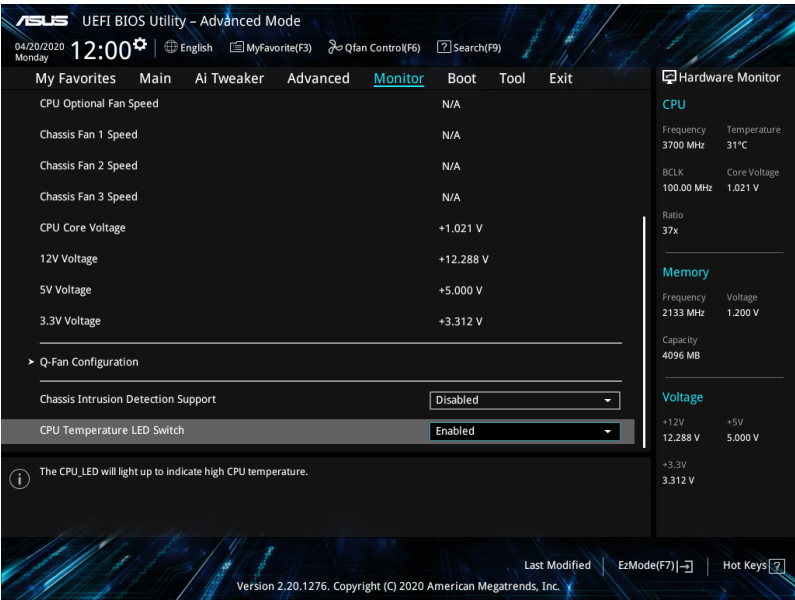 ASUS UEFI BIOS Utility – Advanced Mode
04/20/2020 Monday 12:00 English MyFavorite(F3) Qfan Control(F6) Search(F9)
My Favorites Main Ai Tweaker Advanced Monitor Boot Tool Exit
CPU Optional Fan Speed N/A
Chassis Fan 1 Speed N/A
Chassis Fan 2 Speed N/A
Chassis Fan 3 Speed N/A
CPU Core Voltage +1.021 V
12V Voltage +12.288 V
5V Voltage +5.000 V
3.3V Voltage +3.312 V
> Q-Fan Configuration
Chassis Intrusion Detection Support Disabled
CPU Temperature LED Switch Enabled
The CPU_LED will light up to indicate high CPU temperature.
Hardware Monitor
CPU
Frequency Temperature
3700 MHz 31°C
BCLK Core Voltage
100.00 MHz 1.021 V
Ratio
37x
Memory
Frequency Voltage
2133 MHz 1.200 V
Capacity
4096 MB
Voltage
+12V +5V
12.288 V 5.000 V
+3.3V
3.312 V
Last Modified EzMode(F7) Hot Keys ?
Version 2.20.1276. Copyright (C) 2020 American Megatrends, Inc.